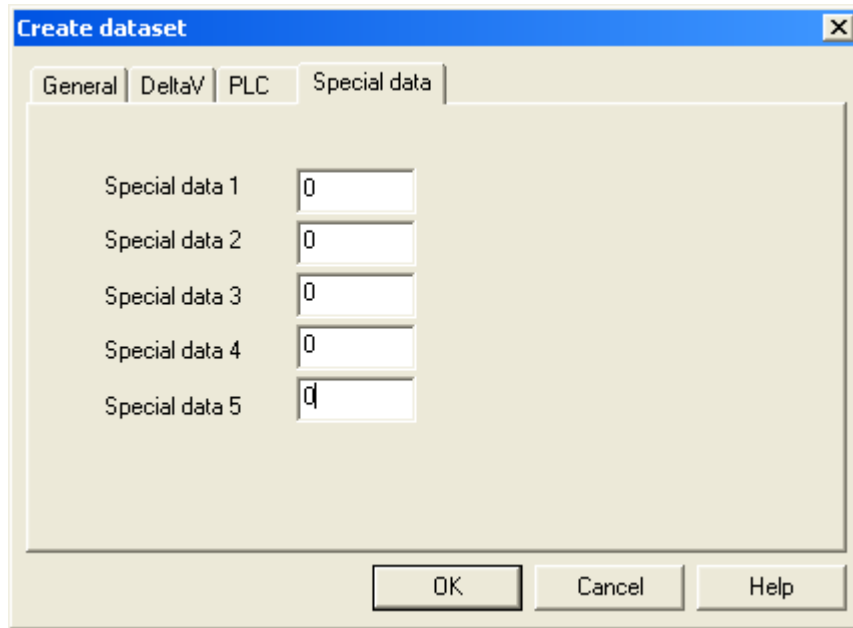 Create dataset
General DeltaV PLC Special data
Special data 1 0
Special data 2 0
Special data 3 0
Special data 4 0
Special data 5 0
OK Cancel Help